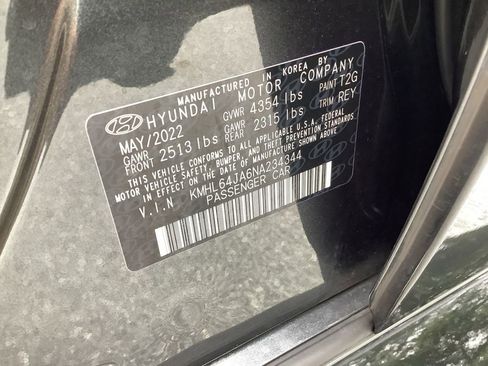 MANUFACTURED IN KOREA BY
HYUNDAI MOTOR COMPANY
MAY/2022 GVWR 4354 lbs PAINT T2G
GAWR FRONT 2513 lbs GAWR REAR 2315 lbs TRIM REY
THIS VEHICLE CONFORMS TO ALL APPLICABLE U.S.A. FEDERAL
MOTOR VEHICLE SAFETY, BUMPER, AND THEFT PREVENTION STANDARDS
IN EFFECT ON THE DATE OF MANUFACTURE SHOWN ABOVE.
V.I.N KMHL64JA6NA234344
PASSENGER CAR